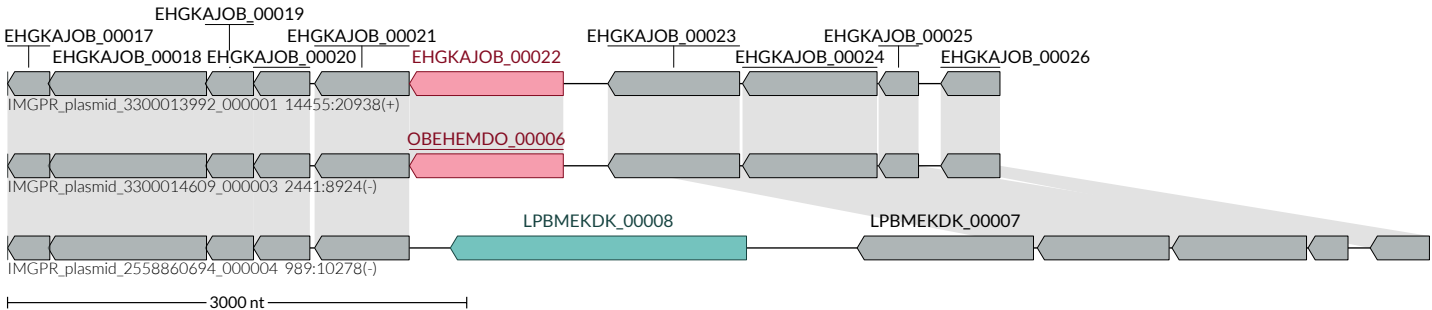 EHGKAJOB_00019
EHGKAJOB_00017 EHGKAJOB_00021 EHGKAJOB_00023 EHGKAJOB_00025
EHGKAJOB_00018 EHGKAJOB_00020 EHGKAJOB_00022 EHGKAJOB_00024 EHGKAJOB_00026
IMGPR_plasmid_3300013992_000001 14455:20938(+)
OBEHEMDO_00006
IMGPR_plasmid_3300014609_000003 2441:8924(-)
LPBMEKDK_00008 LPBMEKDK_00007
IMGPR_plasmid_2558860694_000004 989:10278(-)
3000 nt